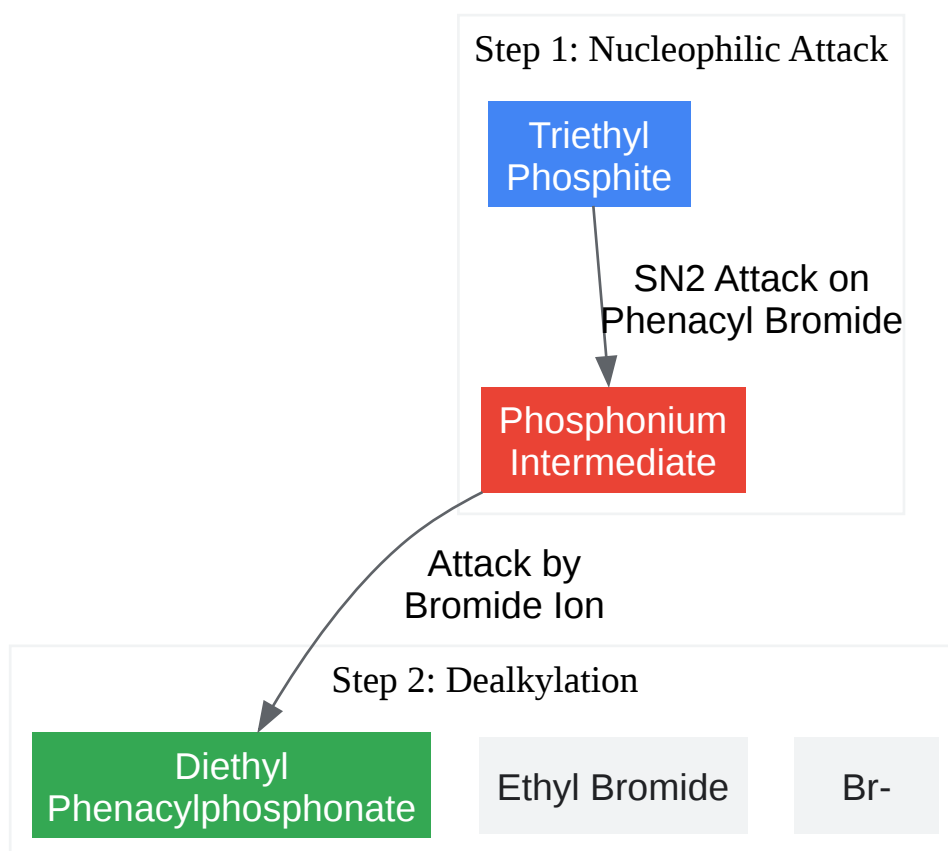 Step 1: Nucleophilic Attack
Triethyl
Phosphite
SN2 Attack on
Phenacyl Bromide
Phosphonium
Intermediate
Attack by
Bromide Ion
Step 2: Dealkylation
Diethyl
Phenacylphosphonate
Ethyl Bromide
Br-